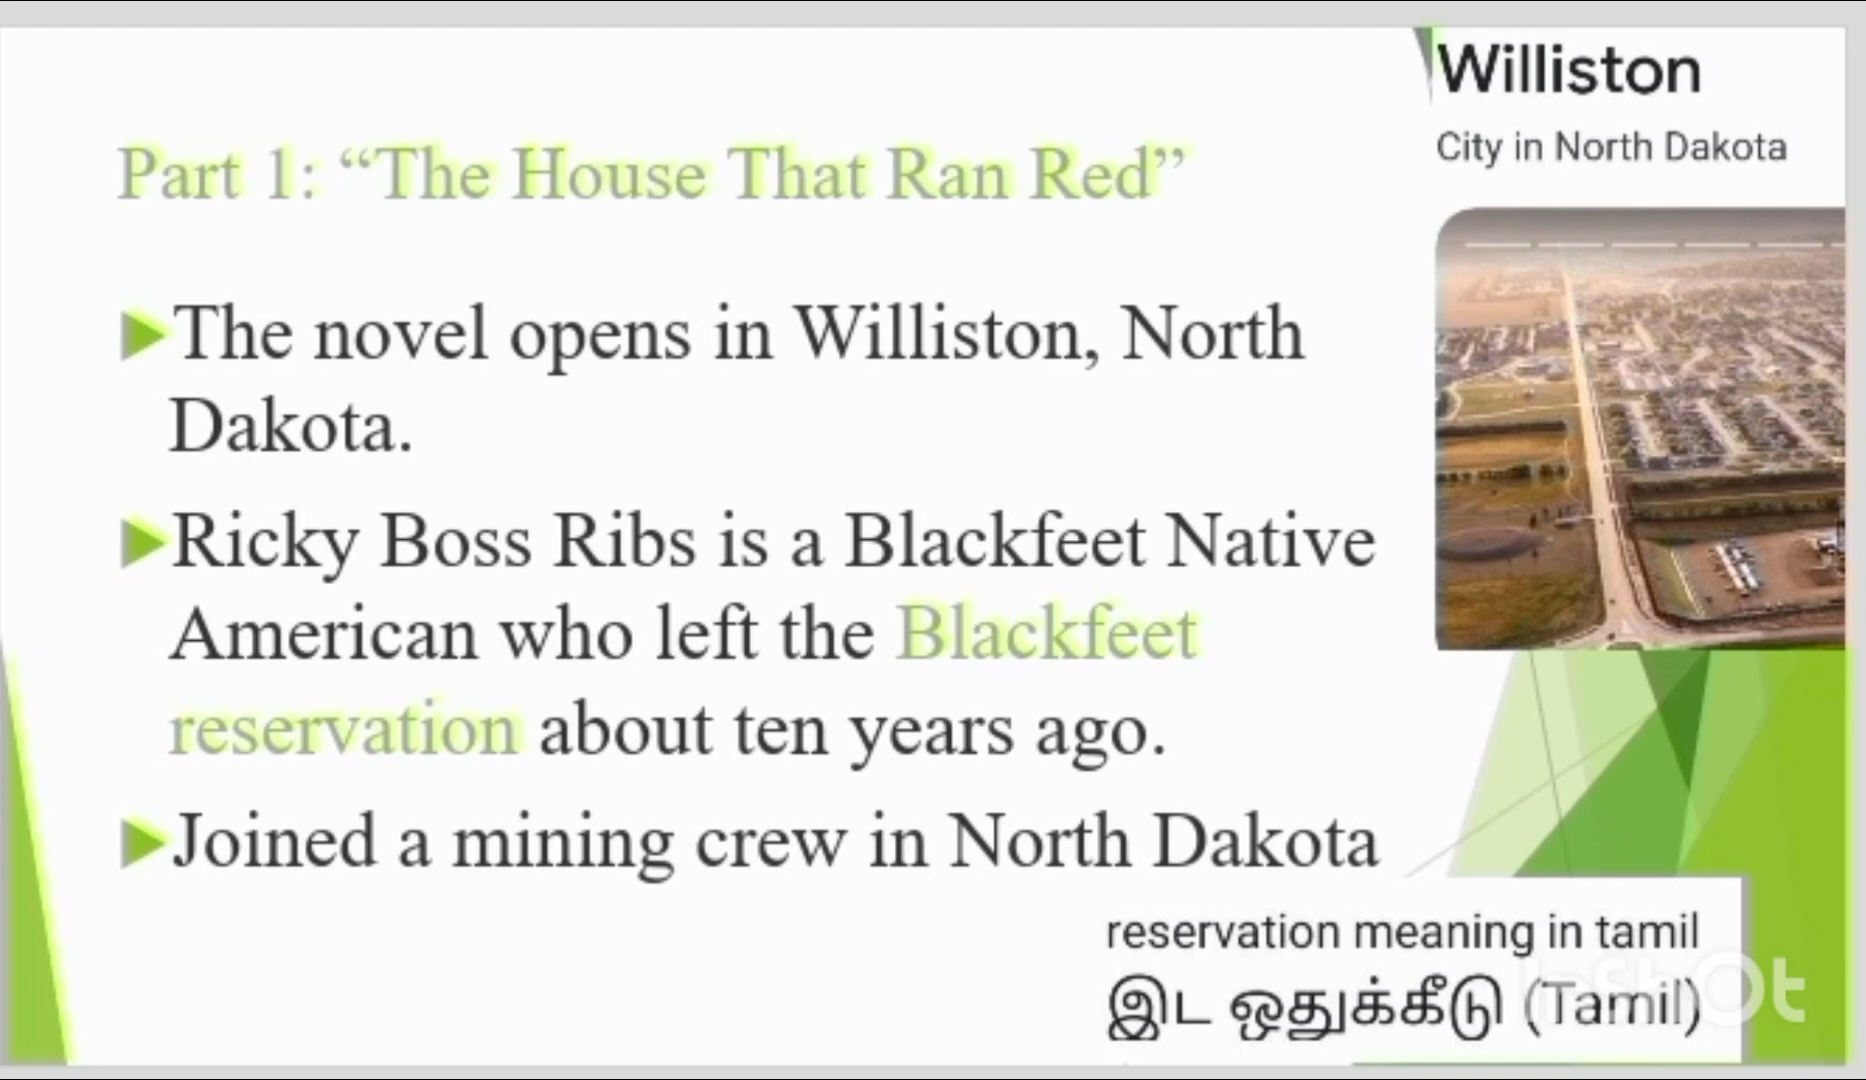 Williston
City in North Dakota
Part 1: “The House That Ran Red”
The novel opens in Williston, North
Dakota.
Ricky Boss Ribs is a Blackfeet Native
American who left the Blackfeet
reservation about ten years ago.
Joined a mining crew in North Dakota
reservation meaning in tamil
இட ஒதுக்கீடு (Tamil)
InShOt